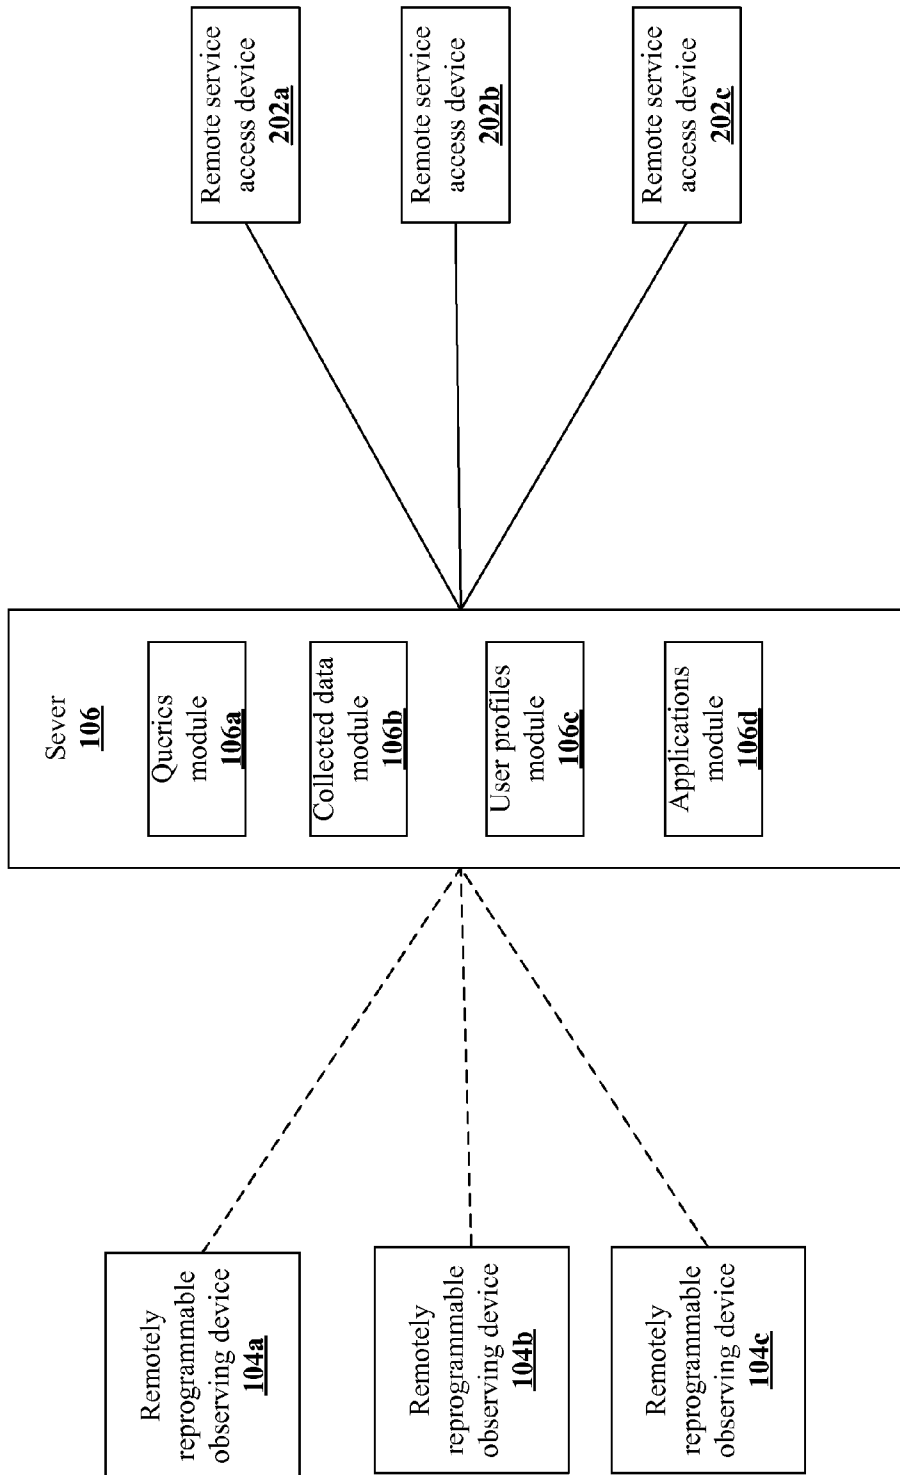 Remotely
reprogrammable
observing device
104a
Remotely
reprogrammable
observing device
104b
Remotely
reprogrammable
observing device
104c
Sever
106
Queries
module
106a
Collected data
module
106b
User profiles
module
106c
Applications
module
106d
Remote service
access device
202a
Remote service
access device
202b
Remote service
access device
202c